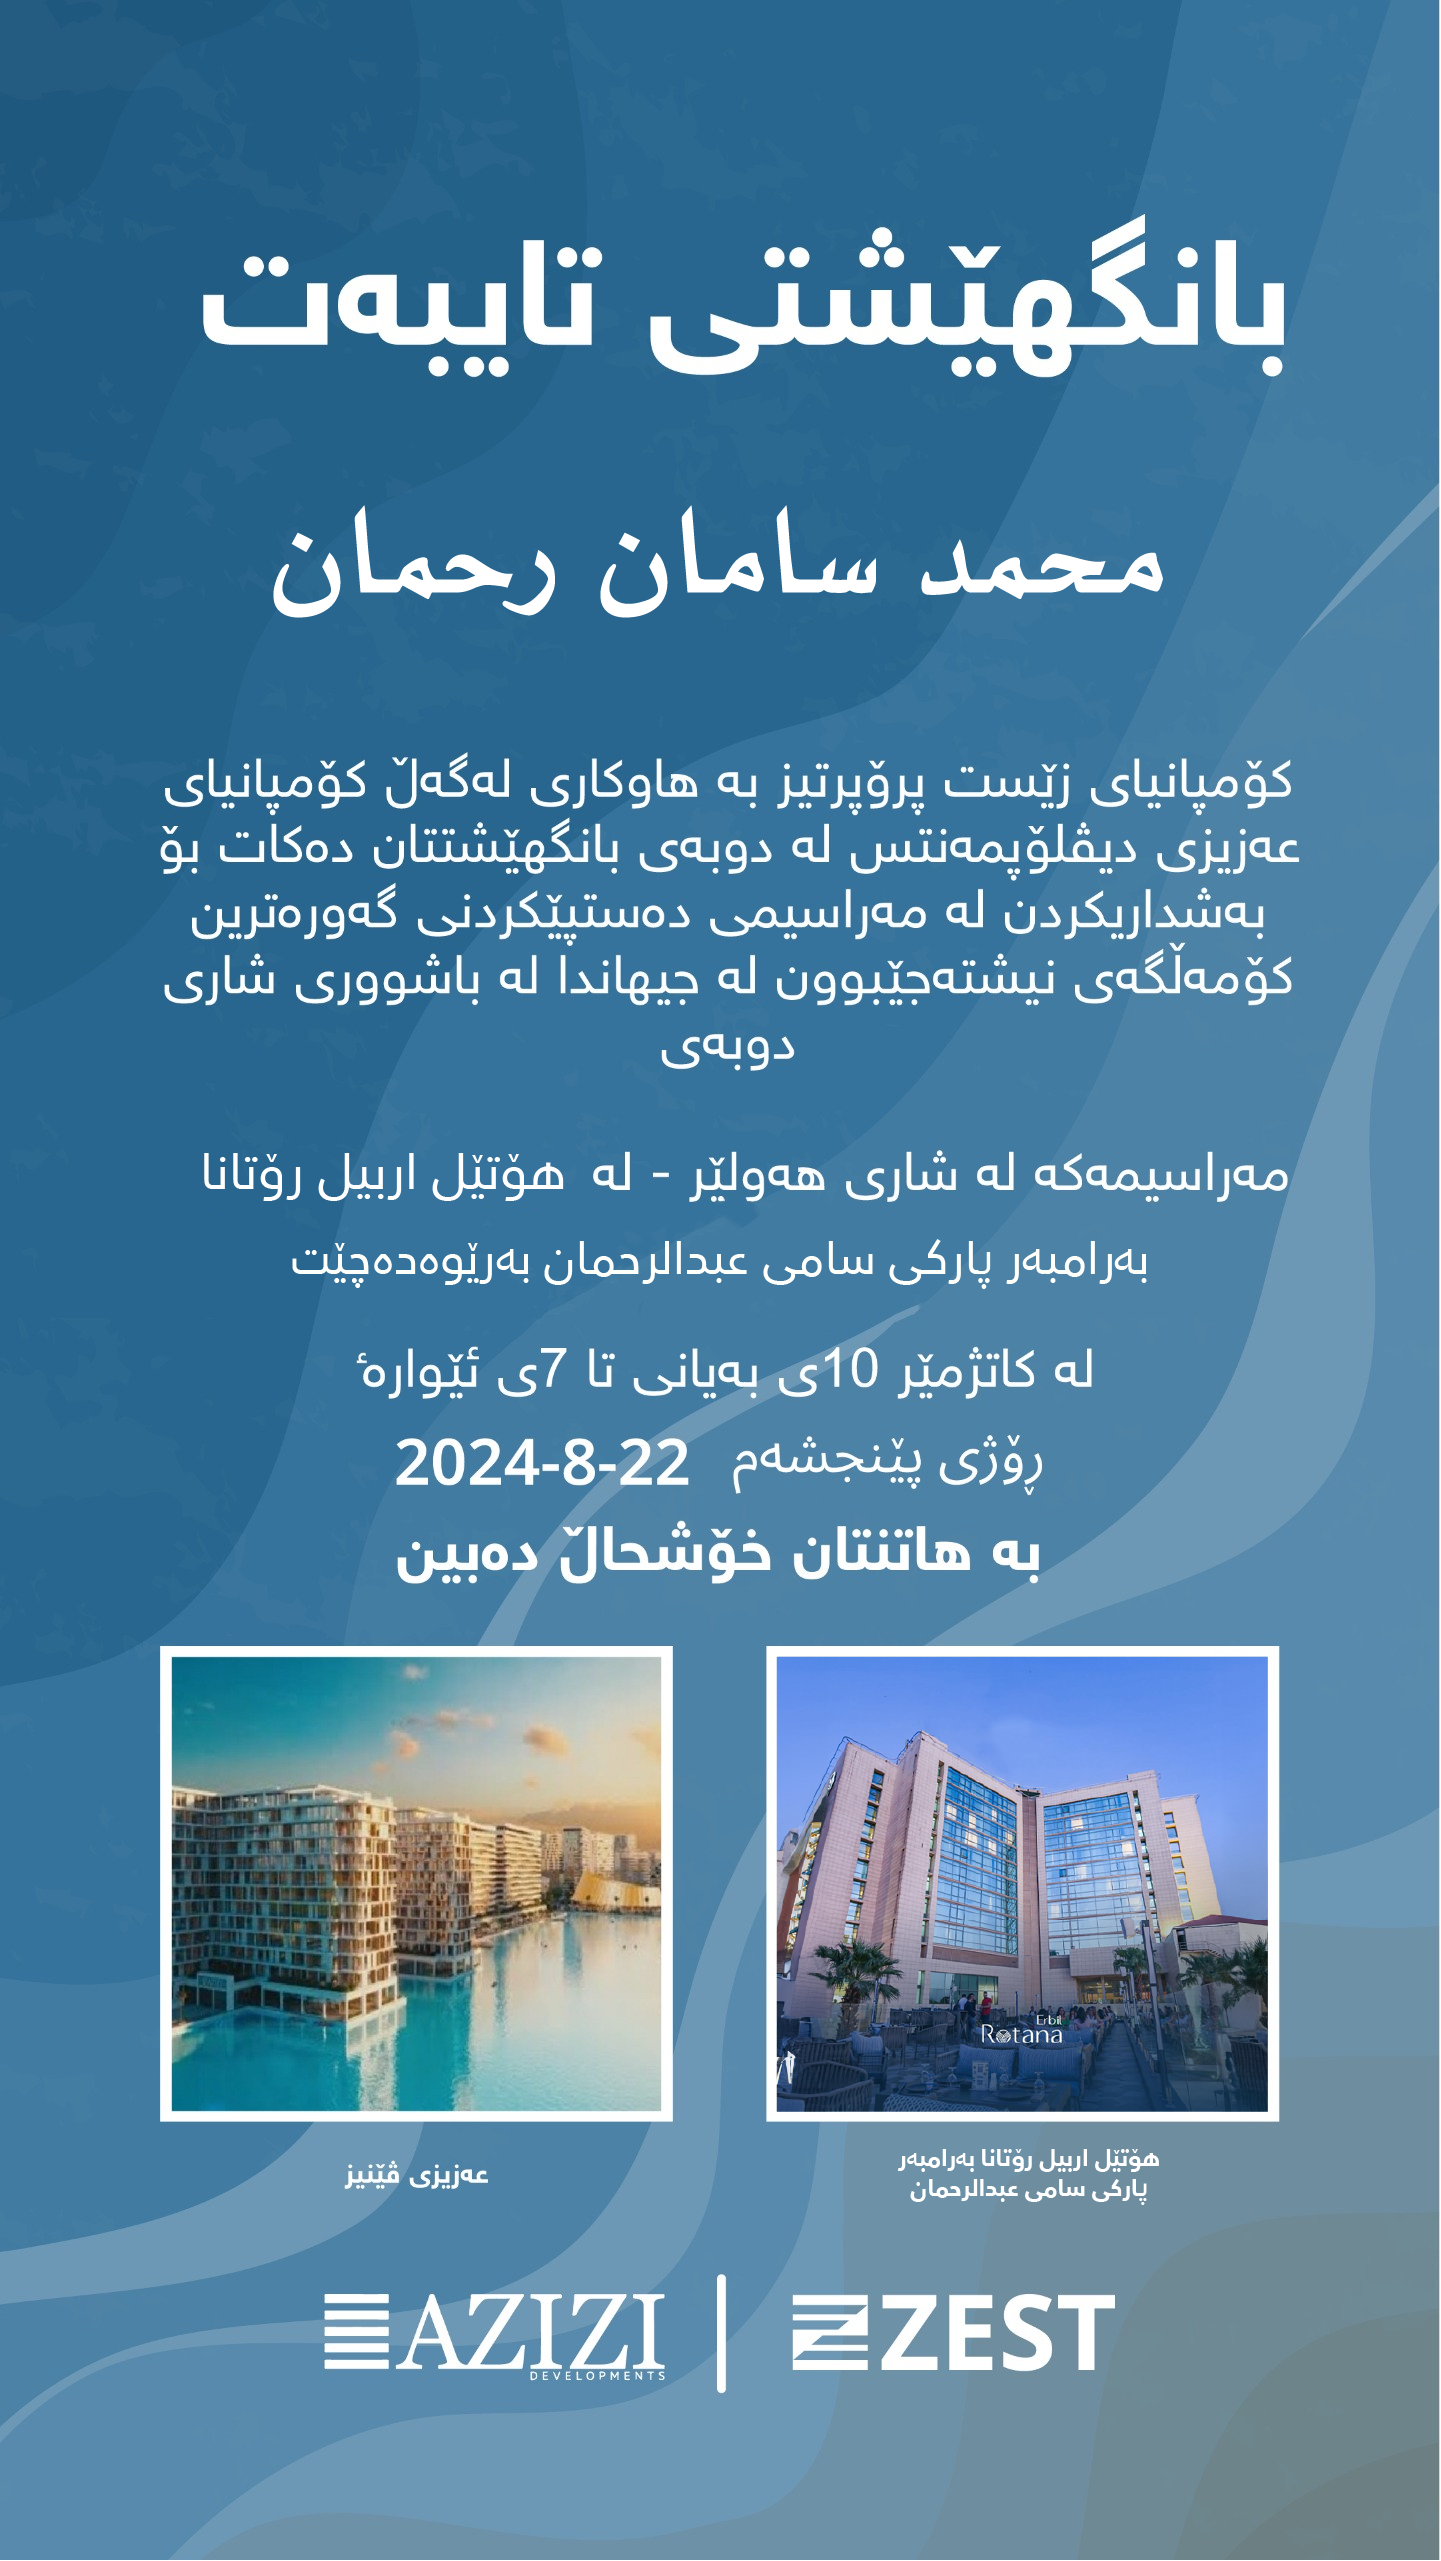 بانگهێشتی تایبەت
محمد سامان رحمان
کۆمپانیای زێست پرۆپرتیز بە هاوکاری لەگەڵ کۆمپانیای
عەزیزی دیڤلۆپمەنتس لە دوبەی بانگهێشتتان دەکات بۆ
بەشداریکردن لە مەراسیمی دەستپێکردنی گەورەترین
کۆمەڵگەی نیشتەجێبوون لە جیهاندا لە باشووری شاری
دوبەی
مەراسیمەکە لە شاری هەولێر - لە هۆتێل اربیل رۆتانا
بەرامبەر پارکی سامی عبدالرحمان بەرێوەدەچێت
لە کاتژمێر 10ی بەیانی تا 7ی ئێوارەﺋ
ڕۆژی پێنجشەم 2024-8-22
بە هاتنتان خۆشحاڵ دەبین
Erbil
Rotana
هۆتێل اربیل رۆتانا بەرامبەر
پارکی سامی عبدالرحمان
عەزیزی ڤێنیز
AZIZI
DEVELOPMENTS
ZEST